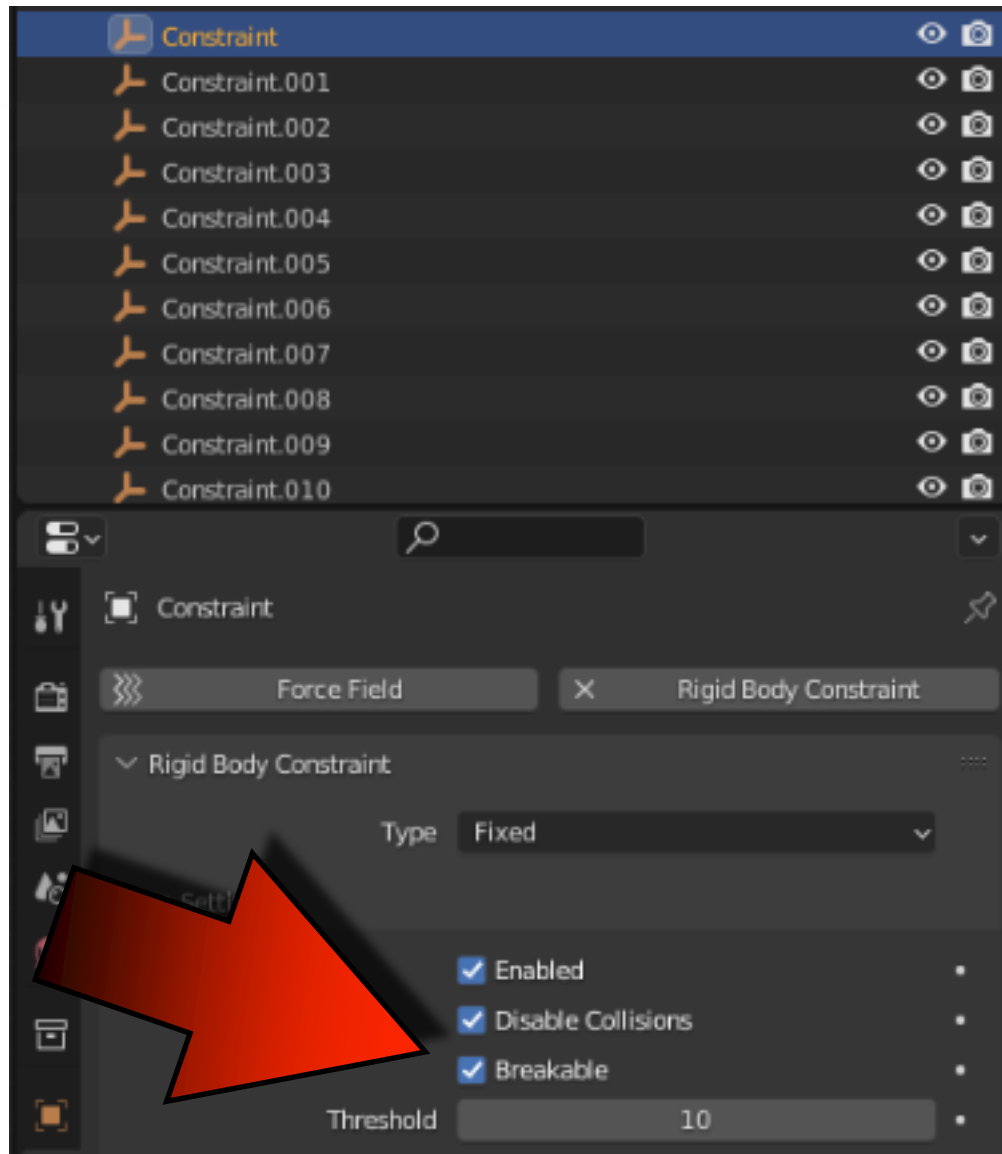 Constraint
Constraint.001
Constraint.002
Constraint.003
Constraint.004
Constraint.005
Constraint.006
Constraint.007
Constraint.008
Constraint.009
Constraint.010
Constraint
Force Field
Rigid Body Constraint
Rigid Body Constraint
Type Fixed
Enabled
Disable Collisions
Breakable
Threshold 10